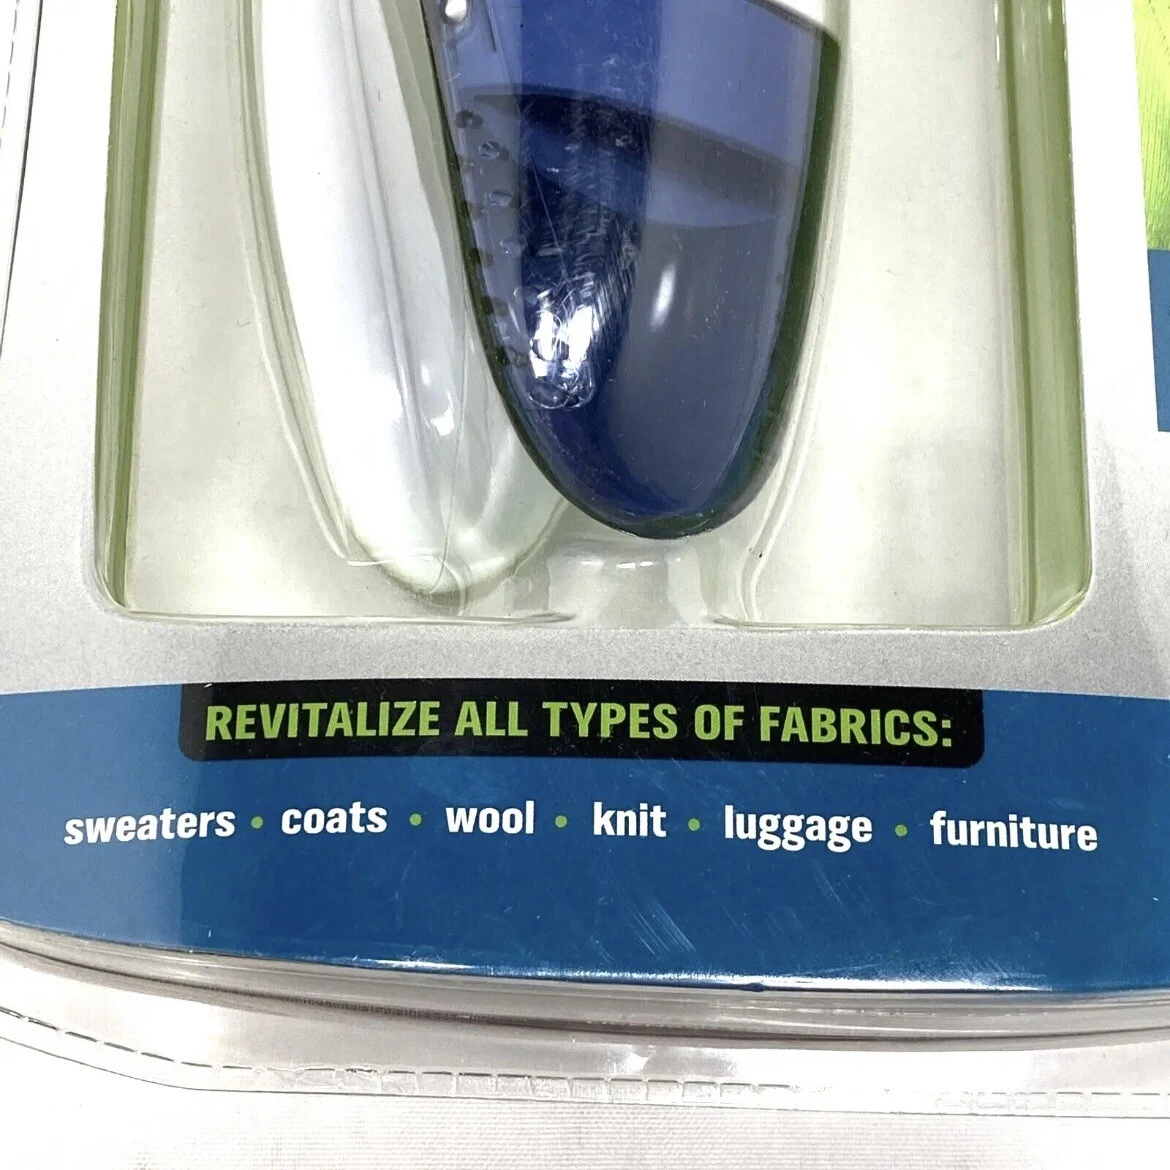 REVITALIZE ALL TYPES OF FABRICS:
sweaters • coats • wool • knit • luggage • furniture